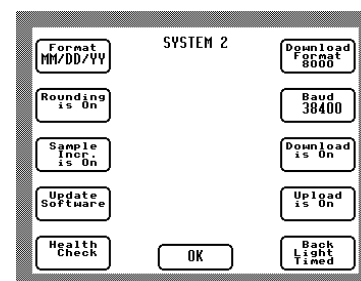 SYSTEM 2
Format
MM/DD/YY
Rounding
is On
Sample
Incr.
is On
Update
Software
Health
Check
OK
Download
Format
8000
Baud
38400
Download
is On
Upload
is On
Back
Light
Timed